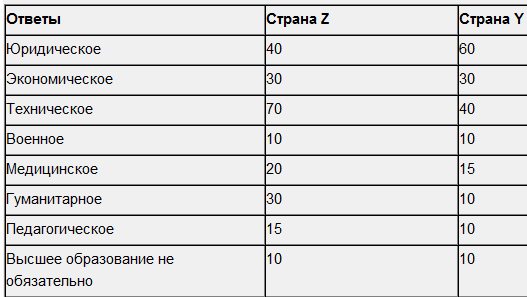 Ответы Страна Z Страна Y
Юридическое 40 60
Экономическое 30 30
Техническое 70 40
Военное 10 10
Медицинское 20 15
Гуманитарное 30 10
Педагогическое 15 10
Высшее образование не 10 10
обязательно